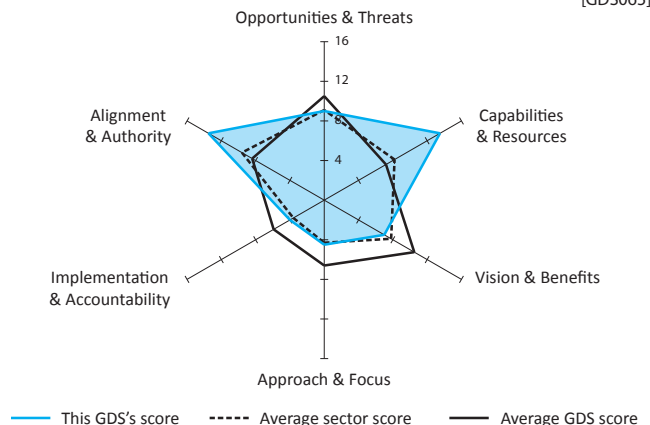 Opportunities & Threats
16
12
8
4
Alignment
& Authority
Capabilities
& Resources
Implementation
& Accountability
Vision & Benefits
Approach & Focus
This GDS's score
Average sector score
Average GDS score